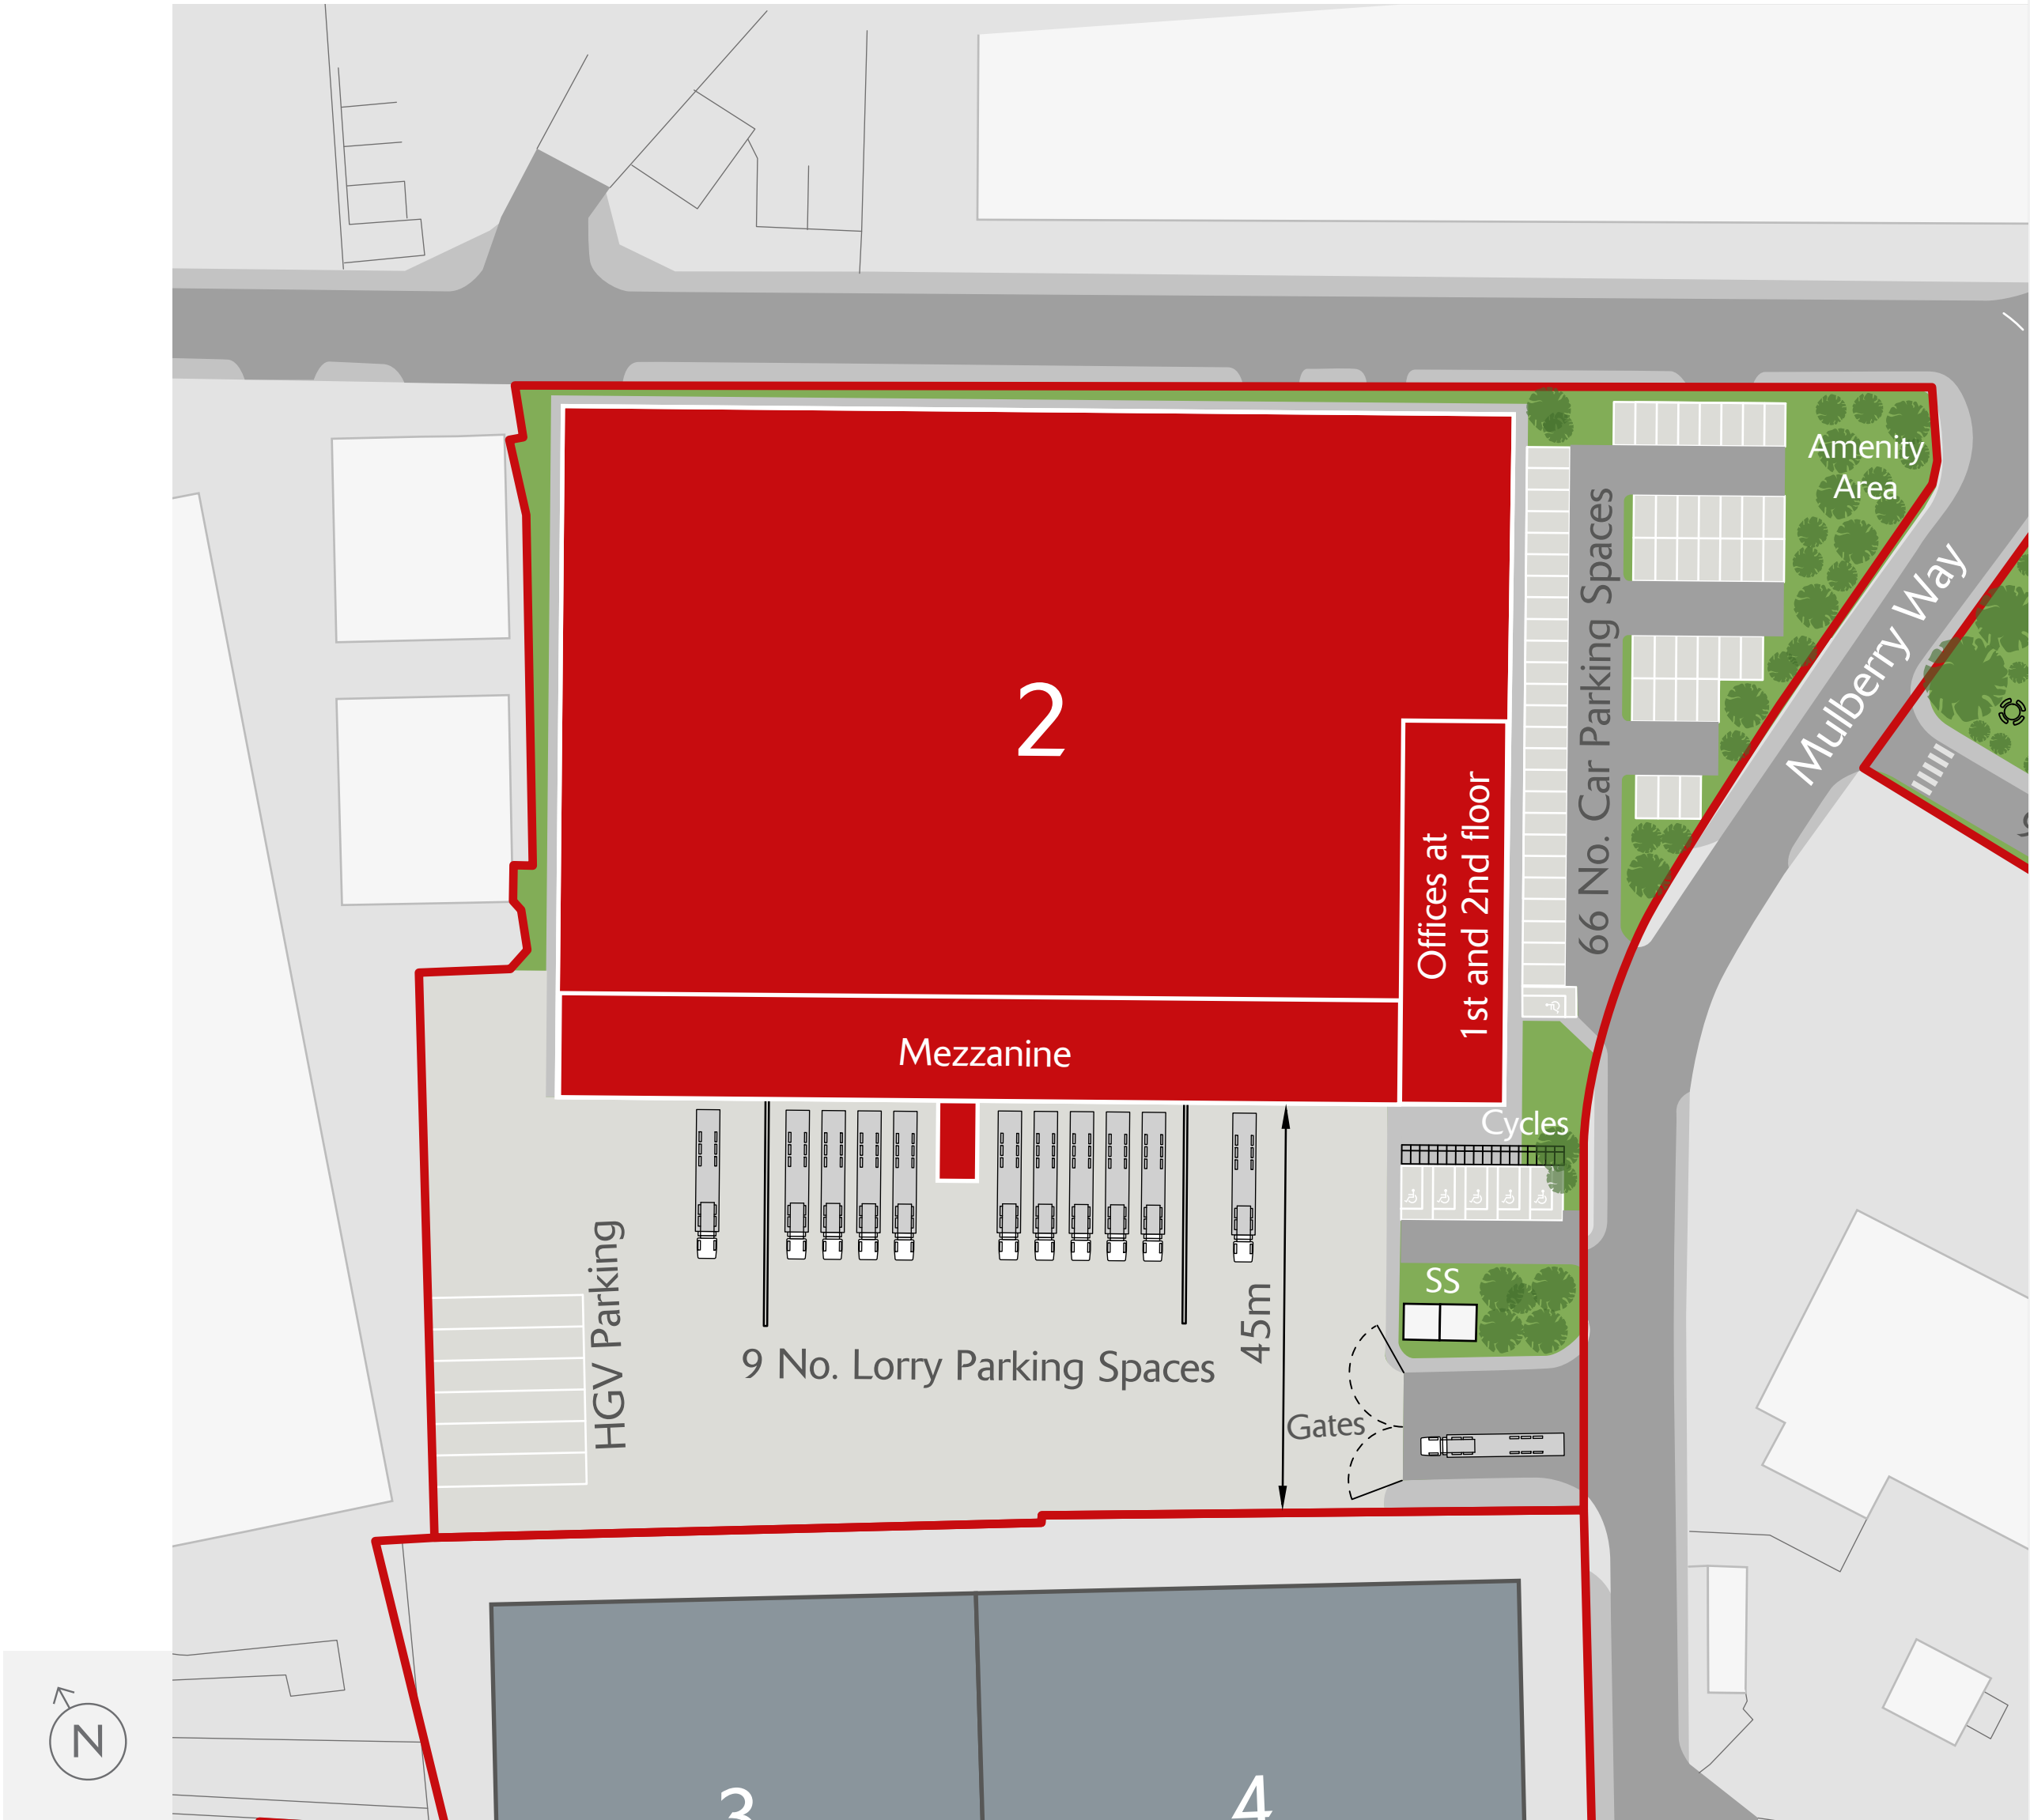 Amenity
Area
66 No. Car Parking Spaces
Mulberry Way
2
Offices at
1st and 2nd floor
Mezzanine
Cycles
SS
HGV Parking
45m
9 No. Lorry Parking Spaces
Gates
N
3
4